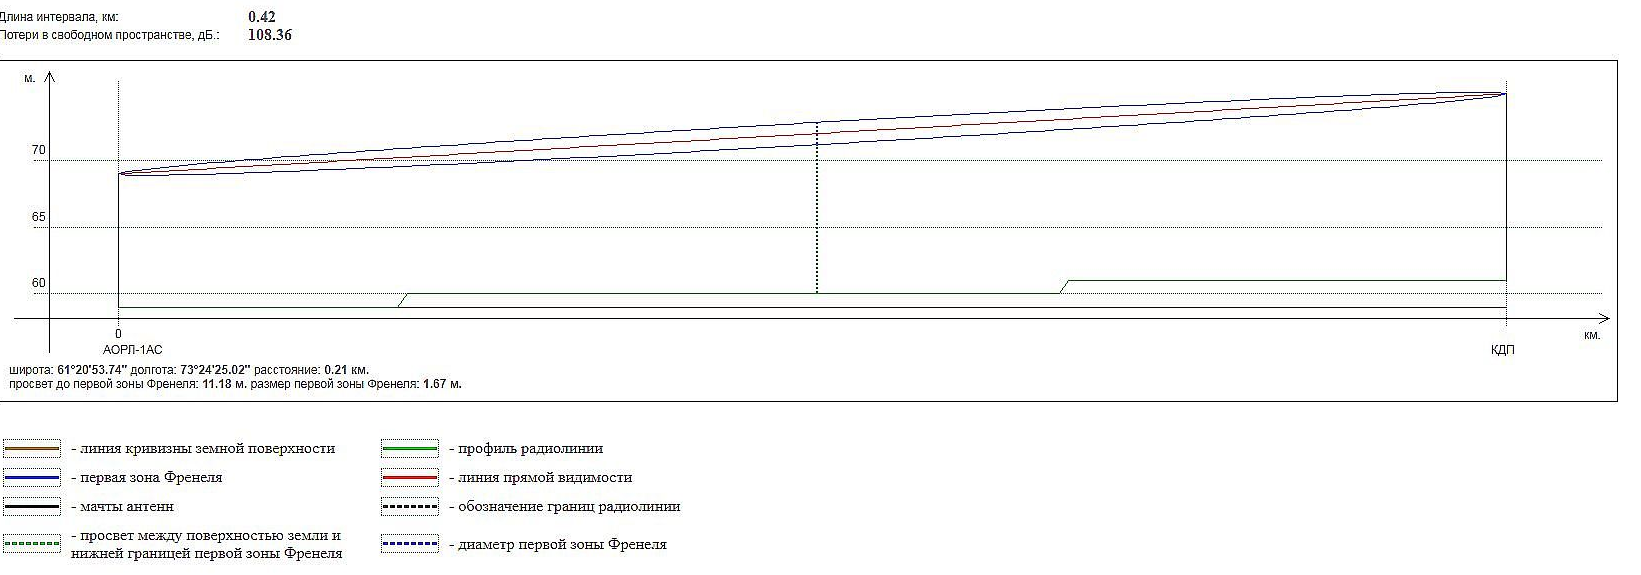 Длина интервала, км: 0.42
Потери в свободном пространстве, дБ.: 108.36
м.
70
65
60
0
км.
АОРЛ-1АС
КДП
широта: 61°20'53.74" долгота: 73°24'25.02" расстояние: 0.21 км.
просвет до первой зоны Френеля: 11.18 м. размер первой зоны Френеля: 1.67 м.
- линия кривизны земной поверхности
- профиль радиолинии
- первая зона Френеля
- линия прямой видимости
- мачты антенн
- обозначение границ радиолинии
- просвет между поверхностью земли и
нижней границей первой зоны Френеля
- диаметр первой зоны Френеля